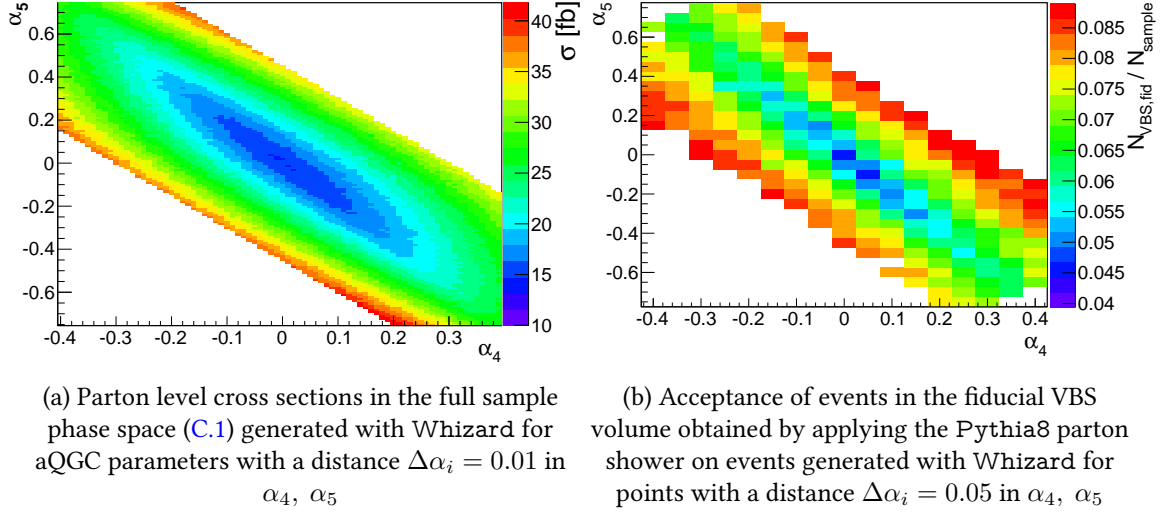 α5
0.6
0.4
0.2
0
-0.2
-0.4
-0.6
-0.4 -0.3 -0.2 -0.1 0 0.1 0.2 0.3
α4
40
35
30
25
20
15
10
σ [fb]
α5
0.6
0.4
0.2
0
-0.2
-0.4
-0.6
-0.4 -0.3 -0.2 -0.1 0 0.1 0.2 0.3 0.4
α4
0.085
0.08
0.075
0.07
0.065
0.06
0.055
0.05
0.045
0.04
N_VBS,fid / N_sample
(a) Parton level cross sections in the full sample
phase space (C.1) generated with Whizard for
aQGC parameters with a distance Δα_i = 0.01 in
α4, α5
(b) Acceptance of events in the fiducial VBS
volume obtained by applying the Pythia8 parton
shower on events generated with Whizard for
points with a distance Δα_i = 0.05 in α4, α5